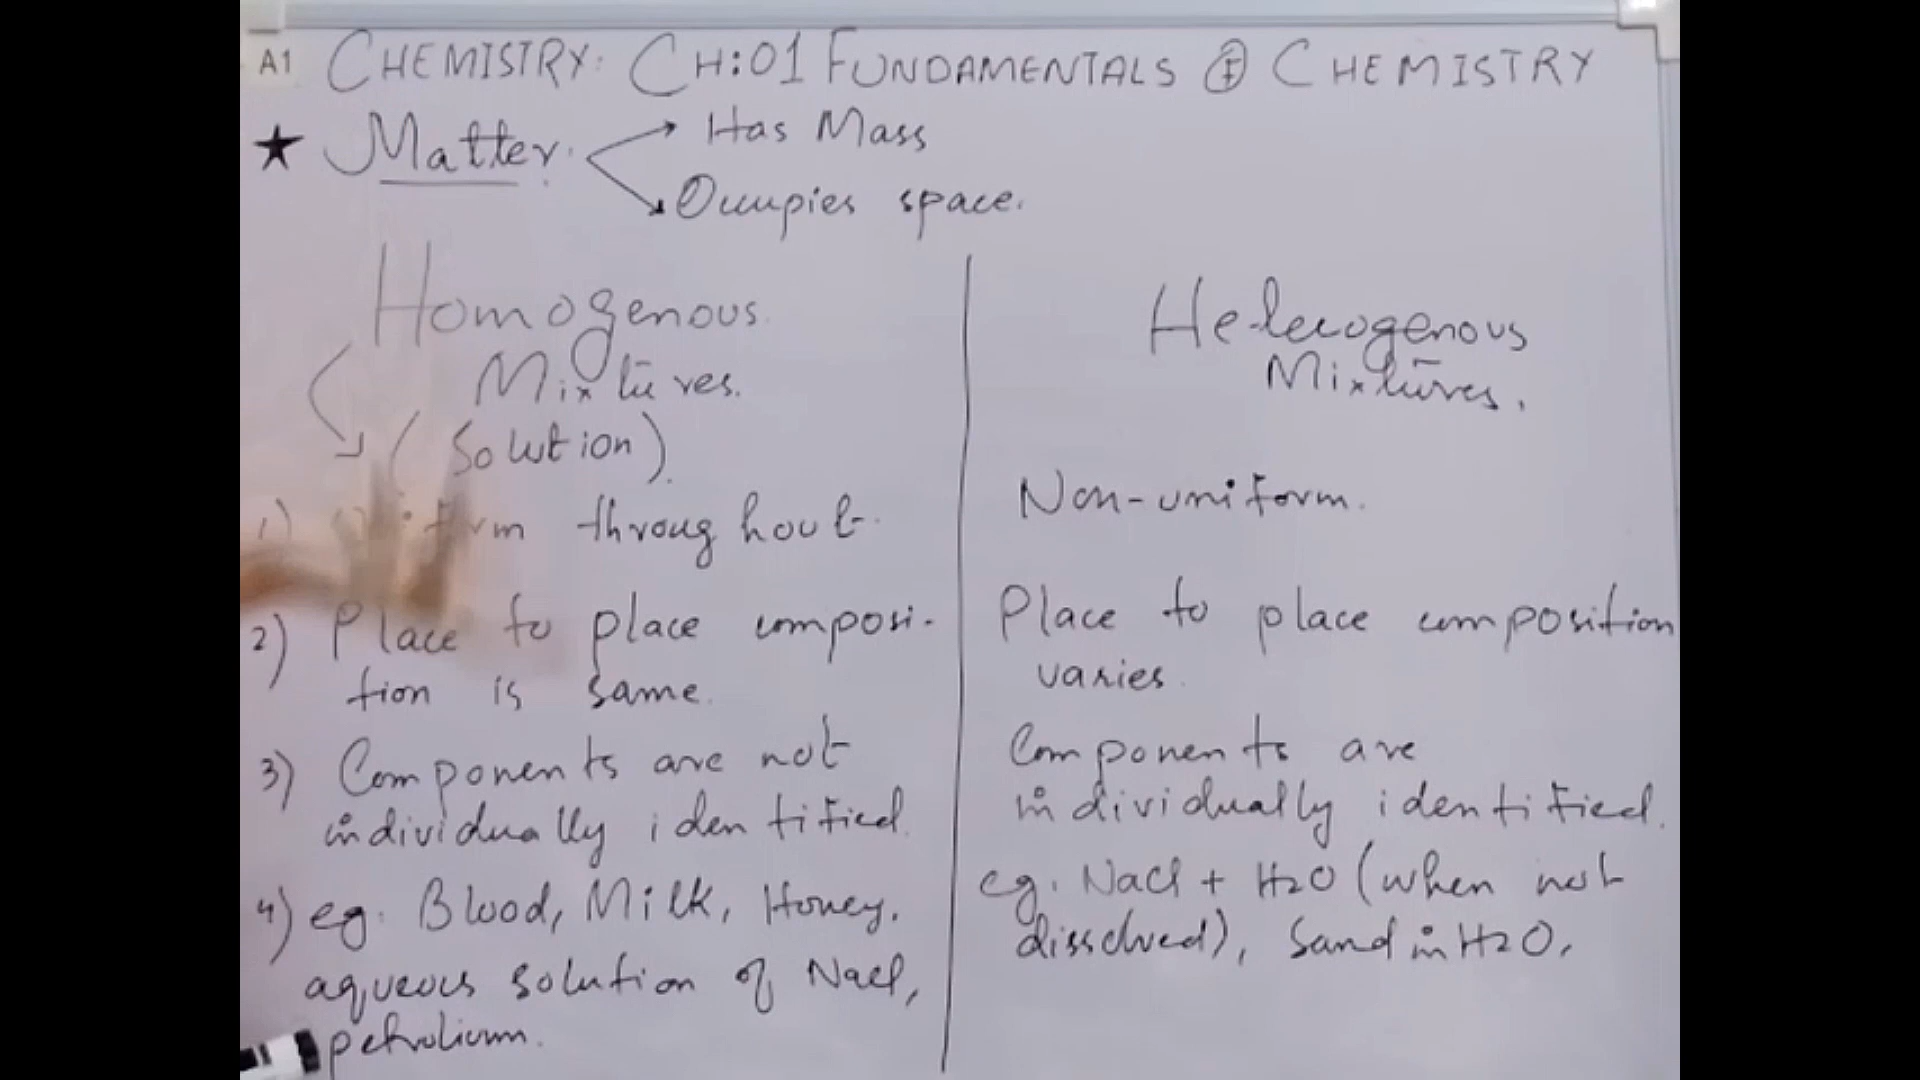 A1 CHEMISTRY: CH:01 FUNDAMENTALS OF CHEMISTRY
★ Matter. → Has Mass
→ Occupies space.
Homogenous
Mixtures.
(Solution).
1) Uniform throughout.
2) Place to place composi-
tion is same.
3) Components are not
individually identified.
4) eg: Blood, Milk, Honey,
aqueous solution of NaCl,
petrolium.
Heterogenous
Mixtures.
Non-uniform.
Place to place composition
varies.
Components are
individually identified.
eg. NaCl + H2O (when not
dissolved), Sand in H2O,